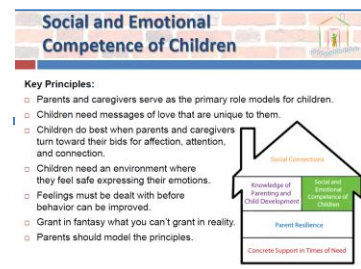 Social and Emotional
Competence of Children
Key Principles:
Parents and caregivers serve as the primary role models for children.
Children need messages of love that are unique to them.
Children do best when parents and caregivers
turn toward their bids for affection, attention,
and connection.
Children need an environment where
they feel safe expressing their emotions.
Feelings must be dealt with before
behavior can be improved.
Grant in fantasy what you can't grant in reality.
Parents should model the principles.
Social Connections
Knowledge of
Parenting and
Child Development
Social and
Emotional
Competence of
Children
Parent Resilience
Concrete Support in Times of Need